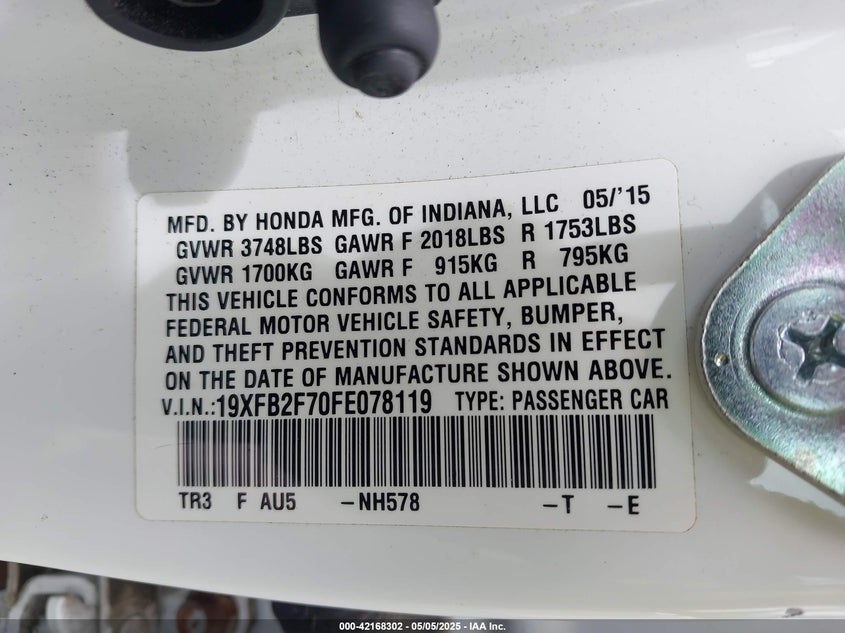 MFD. BY HONDA MFG. OF INDIANA, LLC 05/'15
GVWR 3748LBS GAWR F 2018LBS R 1753LBS
GVWR 1700KG GAWR F 915KG R 795KG
THIS VEHICLE CONFORMS TO ALL APPLICABLE
FEDERAL MOTOR VEHICLE SAFETY, BUMPER,
AND THEFT PREVENTION STANDARDS IN EFFECT
ON THE DATE OF MANUFACTURE SHOWN ABOVE.
V.I.N.:19XFB2F70FE078119 TYPE: PASSENGER CAR
TR3 F AU5 -NH578 -T -E
000-42168302 - 05/05/2025 - IAA Inc.